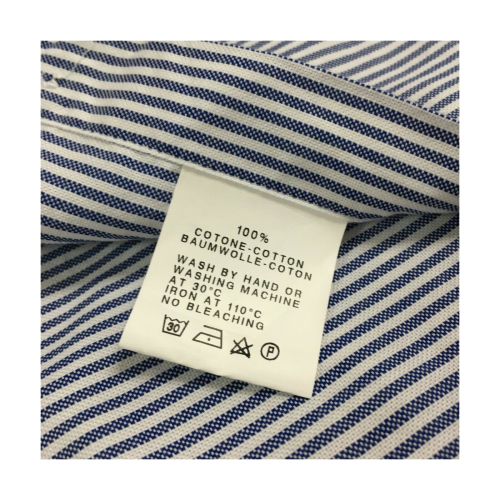 100%
COTONE-COTTON
BAUMWOLLE-COTON
WASH BY HAND OR
WASHING MACHINE
AT 30°C
IRON AT 110°C
NO BLEACHING
30 P